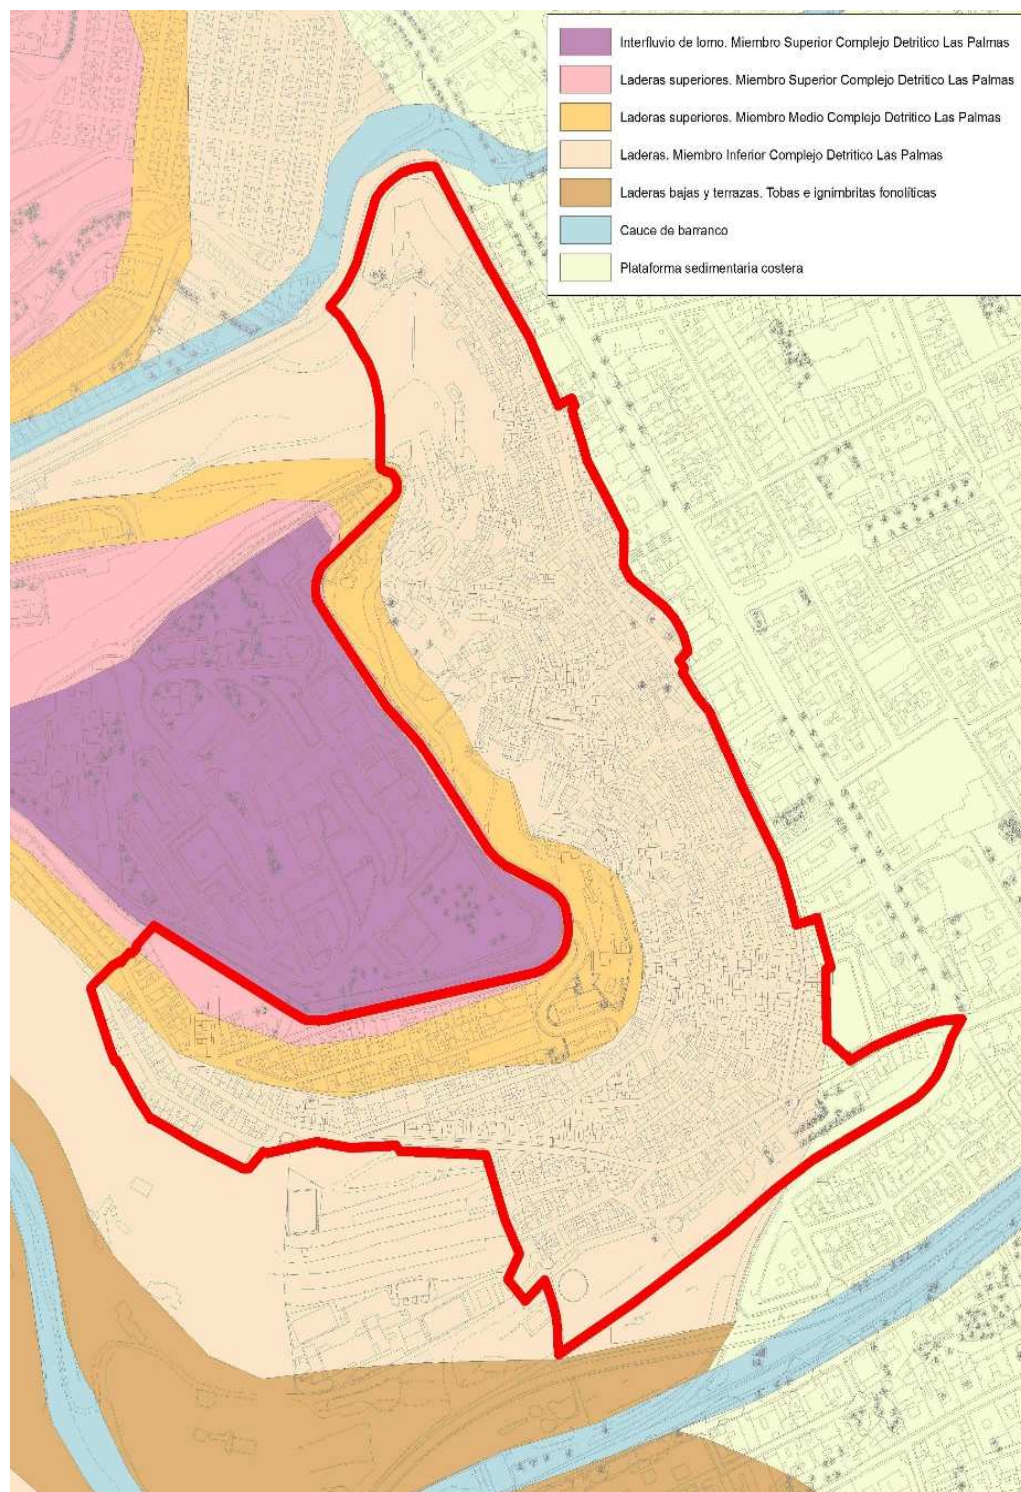 Interfluvio de lomo. Miembro Superior Complejo Detrítico Las Palmas
Laderas superiores. Miembro Superior Complejo Detrítico Las Palmas
Laderas superiores. Miembro Medio Complejo Detrítico Las Palmas
Laderas. Miembro Inferior Complejo Detrítico Las Palmas
Laderas bajas y terrazas. Tobas e ignimbritas fonolíticas
Cauce de barranco
Plataforma sedimentaria costera